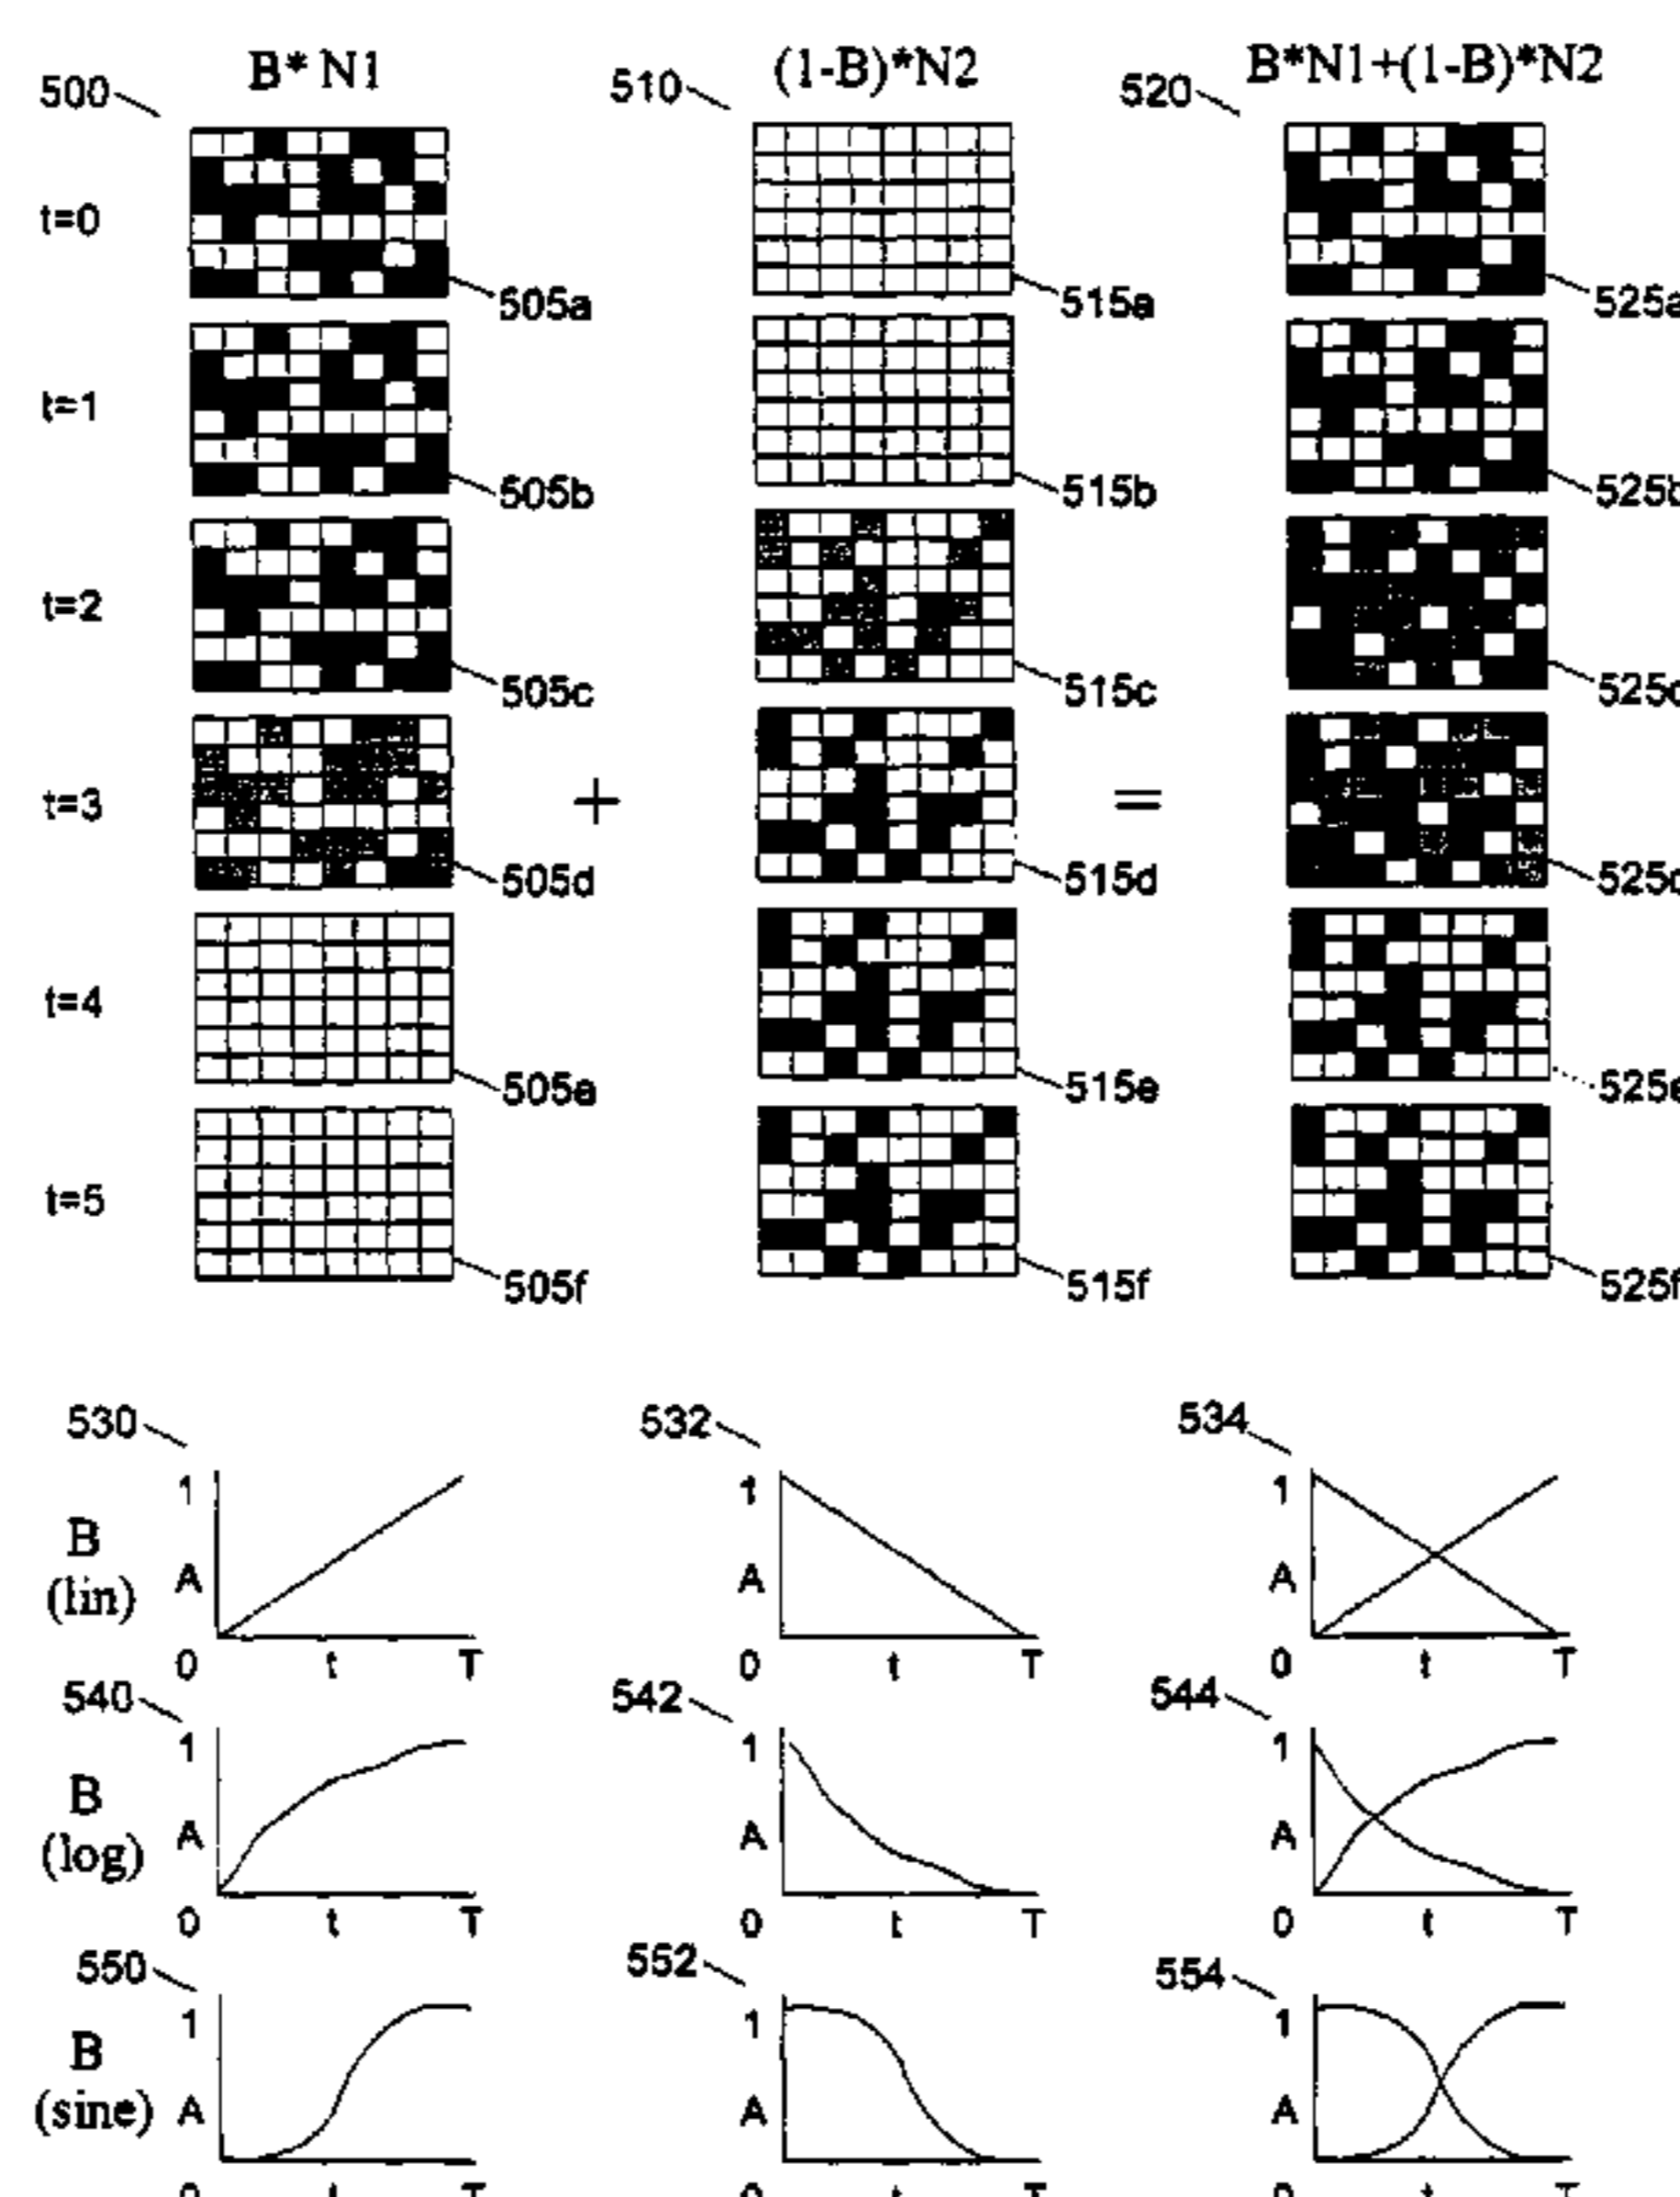 500 B* N1 510 (1-B)*N2 520 B*N1+(1-B)*N2
t=0
505a 515a 525a
t=1
505b 515b 525b
t=2
505c 515c 525c
t=3 + =
505d 515d 525d
t=4
505e 515e 525e
t=5
505f 515f 525f
530 532 534
1 1 1
B
(lin) A A A
0 t T 0 t T 0 t T
540 542 544
1 1 1
B
(log) A A A
0 t T 0 t T 0 t T
550 552 554
1 1 1
B
(sine) A A A
0 t T 0 t T 0 t T